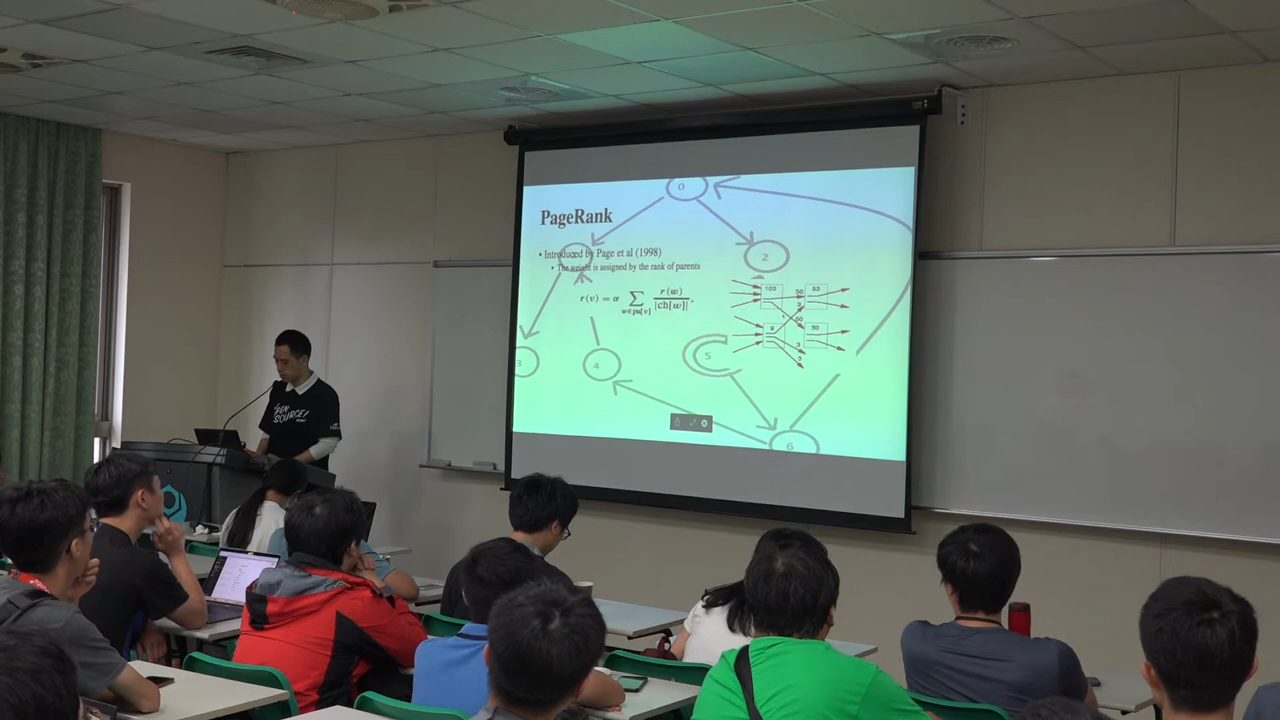 0
PageRank
• Introduced by Page et al (1998)
2
• The weight is assigned by the rank of parents
r(v) = α ∑ w∈pa[v] r(w) / |ch[w]|,
100
50
53
3
9
50
50
3
3
3
4
5
6
OPEN
SOURCE!